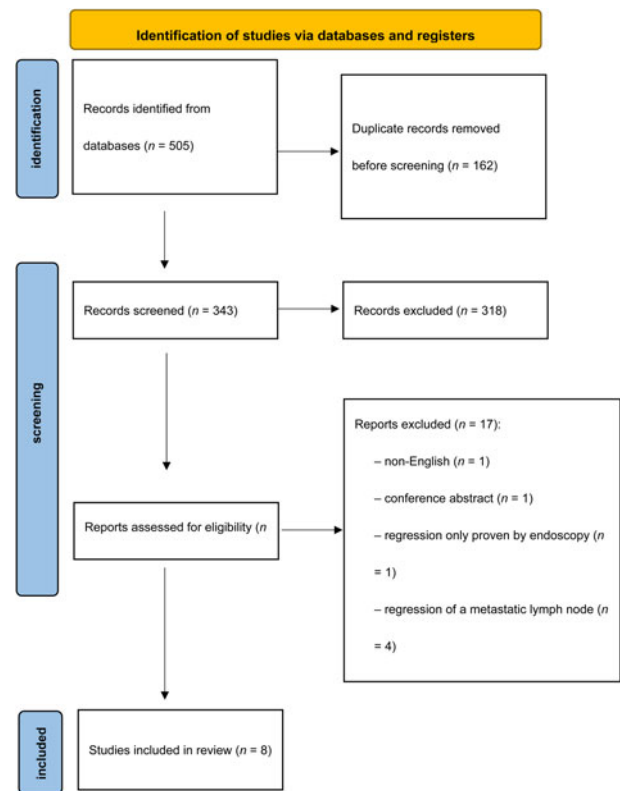 Identification of studies via databases and registers
identification
Records identified from
databases (n = 505)
Duplicate records removed
before screening (n = 162)
screening
Records screened (n = 343)
Records excluded (n = 318)
Reports assessed for eligibility (n
Reports excluded (n = 17):
– non-English (n = 1)
– conference abstract (n = 1)
– regression only proven by endoscopy (n
= 1)
– regression of a metastatic lymph node (n
= 4)
included
Studies included in review (n = 8)